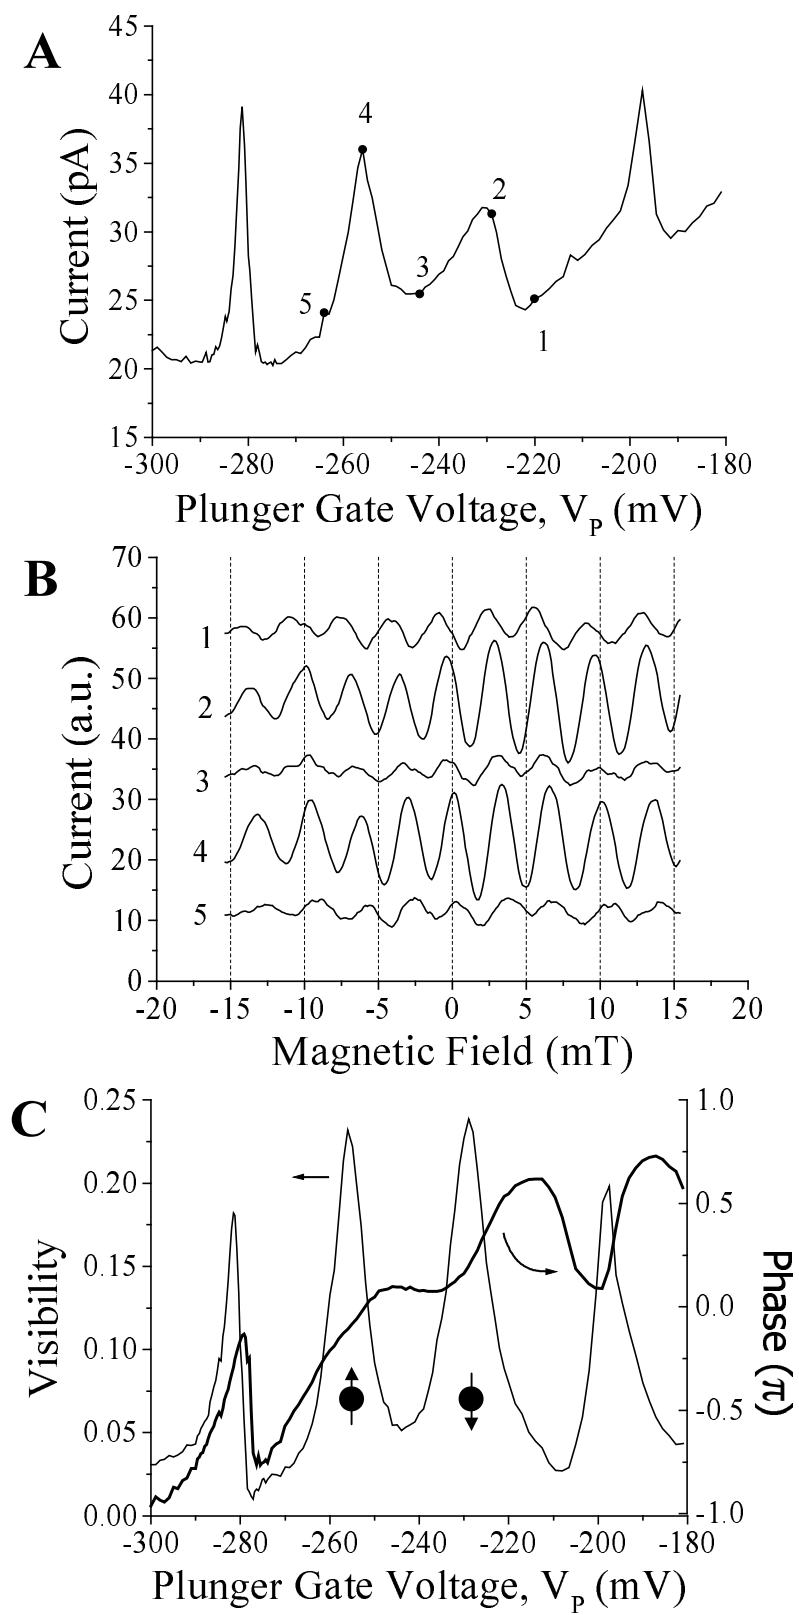 A
45
40
35
30
25
20
15
Current (pA)
4
2
3
5
1
-300 -280 -260 -240 -220 -200 -180
Plunger Gate Voltage, VP (mV)
B
70
60
50
40
30
20
10
0
Current (a.u.)
1
2
3
4
5
-20 -15 -10 -5 0 5 10 15 20
Magnetic Field (mT)
C
0.25
0.20
0.15
0.10
0.05
0.00
Visibility
1.0
0.5
0.0
-0.5
-1.0
Phase (π)
-300 -280 -260 -240 -220 -200 -180
Plunger Gate Voltage, VP (mV)